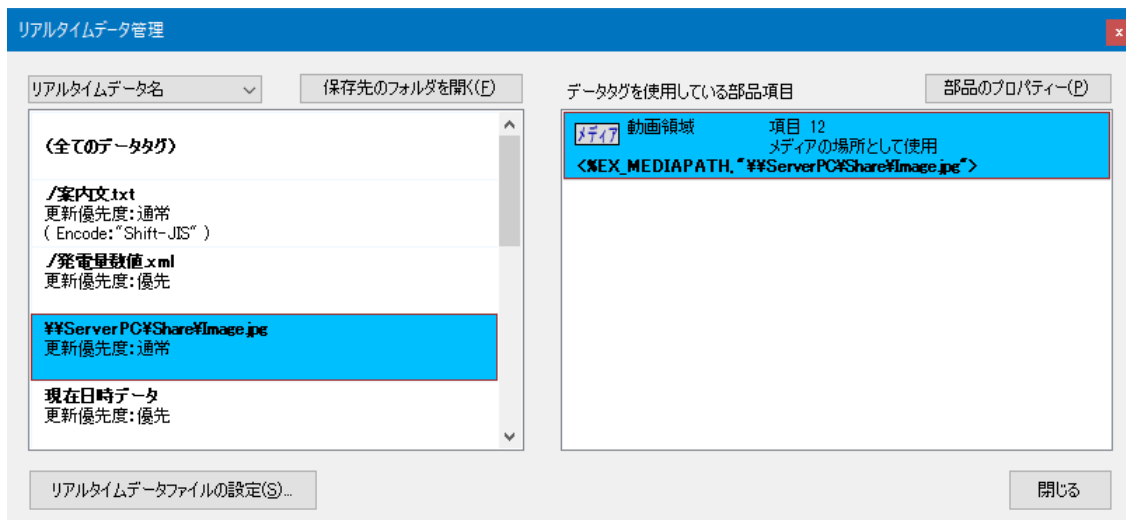 リアルタイムデータ管理
x
リアルタイムデータ名
保存先のフォルダを開く(F)
データタグを使用している部品項目
部品のプロパティー(P)
(全てのデータタグ)
./案内文.txt
更新優先度:通常
( Encode:"Shift-JIS" )
./発電量数値.xml
更新優先度:優先
¥¥ServerPC¥Share¥Image.jpg
更新優先度:通常
現在日時データ
更新優先度:優先
メディア 動画領域 項目 12
メディアの場所として使用
<%EX_MEDIAPATH,"¥¥ServerPC¥Share¥Image.jpg">
リアルタイムデータファイルの設定(S)...
閉じる